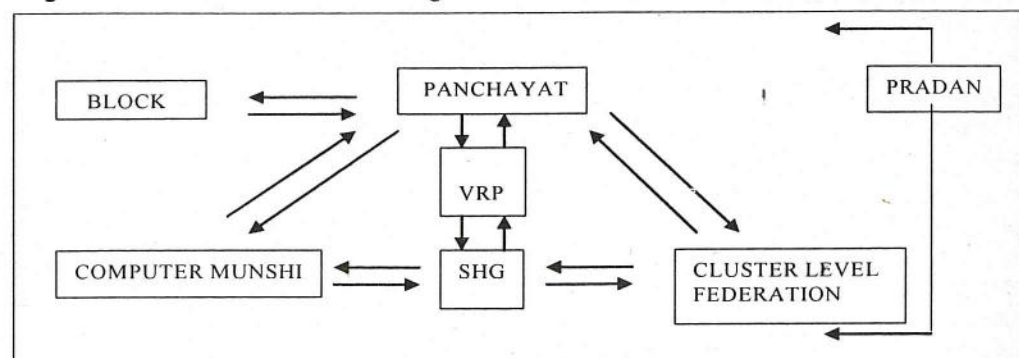 BLOCK
PANCHAYAT
PRADAN
VRP
COMPUTER MUNSHI
SHG
CLUSTER LEVEL
FEDERATION